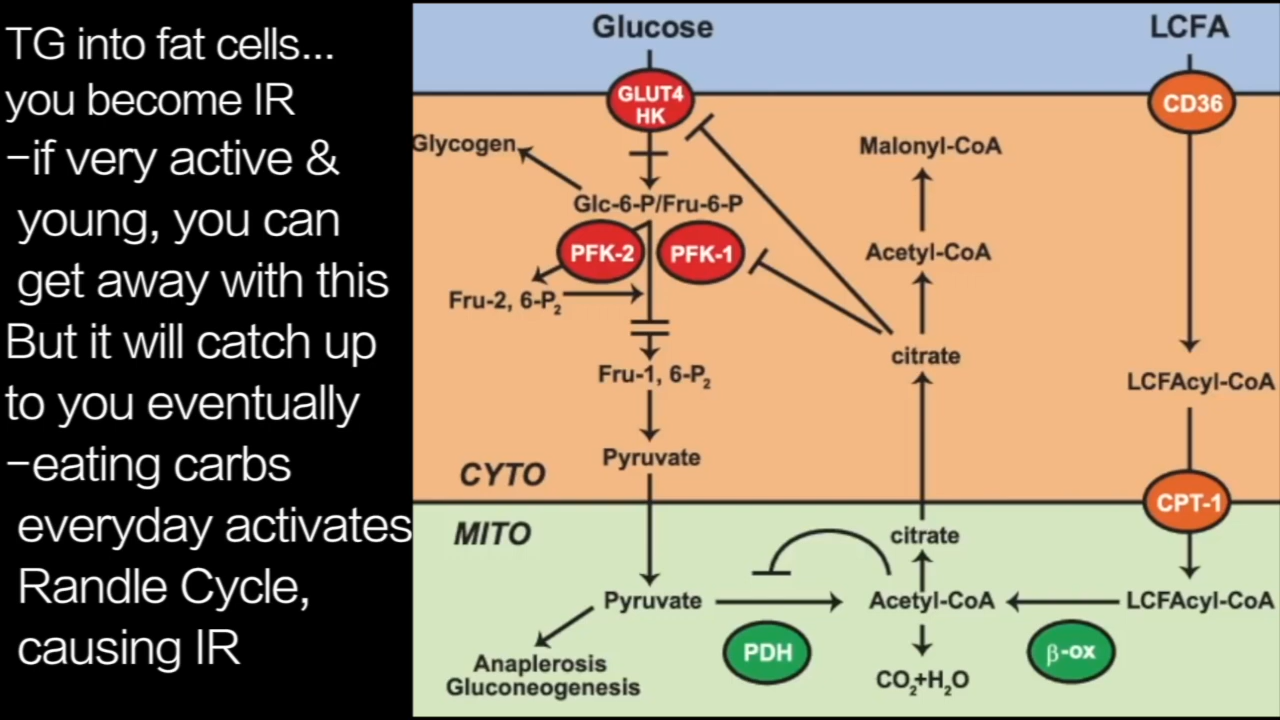 TG into fat cells...
you become IR
-if very active &
young, you can
get away with this
But it will catch up
to you eventually
-eating carbs
everyday activates
Randle Cycle,
causing IR
Glucose
LCFA
GLUT4
HK
CD36
Glycogen
Malonyl-CoA
Glc-6-P/Fru-6-P
PFK-2
PFK-1
Acetyl-CoA
Fru-2, 6-P₂
citrate
Fru-1, 6-P₂
LCFAcyl-CoA
Pyruvate
CYTO
CPT-1
MITO
citrate
Pyruvate
Acetyl-CoA
LCFAcyl-CoA
PDH
β-ox
Anaplerosis
Gluconeogenesis
CO₂+H₂O